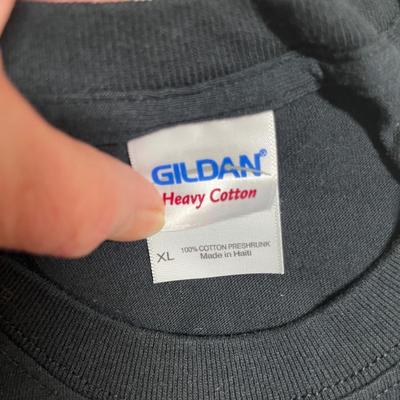 GILDAN®
Heavy Cotton
XL 100% COTTON PRESHRUNK
Made in Haiti